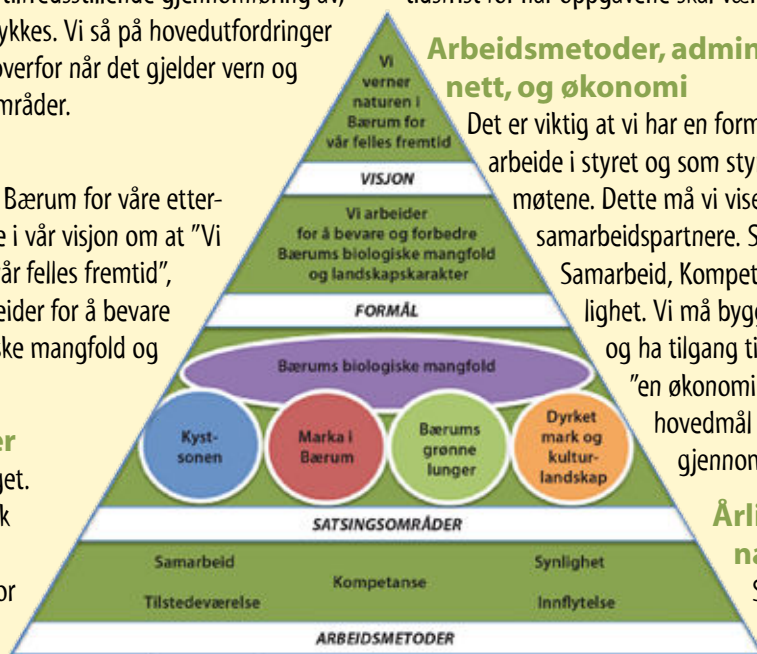 tilfredsstillende gjennomføring av,
ykkes. Vi så på hovedutfordringer
overfor når det gjelder vern og
mråder.
Bærum for våre etter-
e i vår visjon om at ”Vi
vår felles fremtid”,
eider for å bevare
ske mangfold og
er
get.
k
or
Vi
verner
naturen i
Bærum for
vår felles fremtid
VISJON
Vi arbeider
for å bevare og forbedre
Bærums biologiske mangfold
og landskapskarakter
FORMÅL
Bærums biologiske mangfold
Kyst-
sonen
Marka i
Bærum
Bærums
grønne
lunger
Dyrket
mark og
kultur-
landskap
SATSINGSOMRÅDER
Samarbeid
Synlighet
Kompetanse
Tilstedeværelse
Innflytelse
ARBEIDSMETODER
tidsfrist for når oppgavene skal vær
Arbeidsmetoder, admin
nett, og økonomi
Det er viktig at vi har en form
arbeide i styret og som sty
møtene. Dette må vi vise
samarbeidspartnere. S
Samarbeid, Kompet
lighet. Vi må bygg
og ha tilgang ti
”en økonomi
hovedmål
gjennom
Årli
na
S